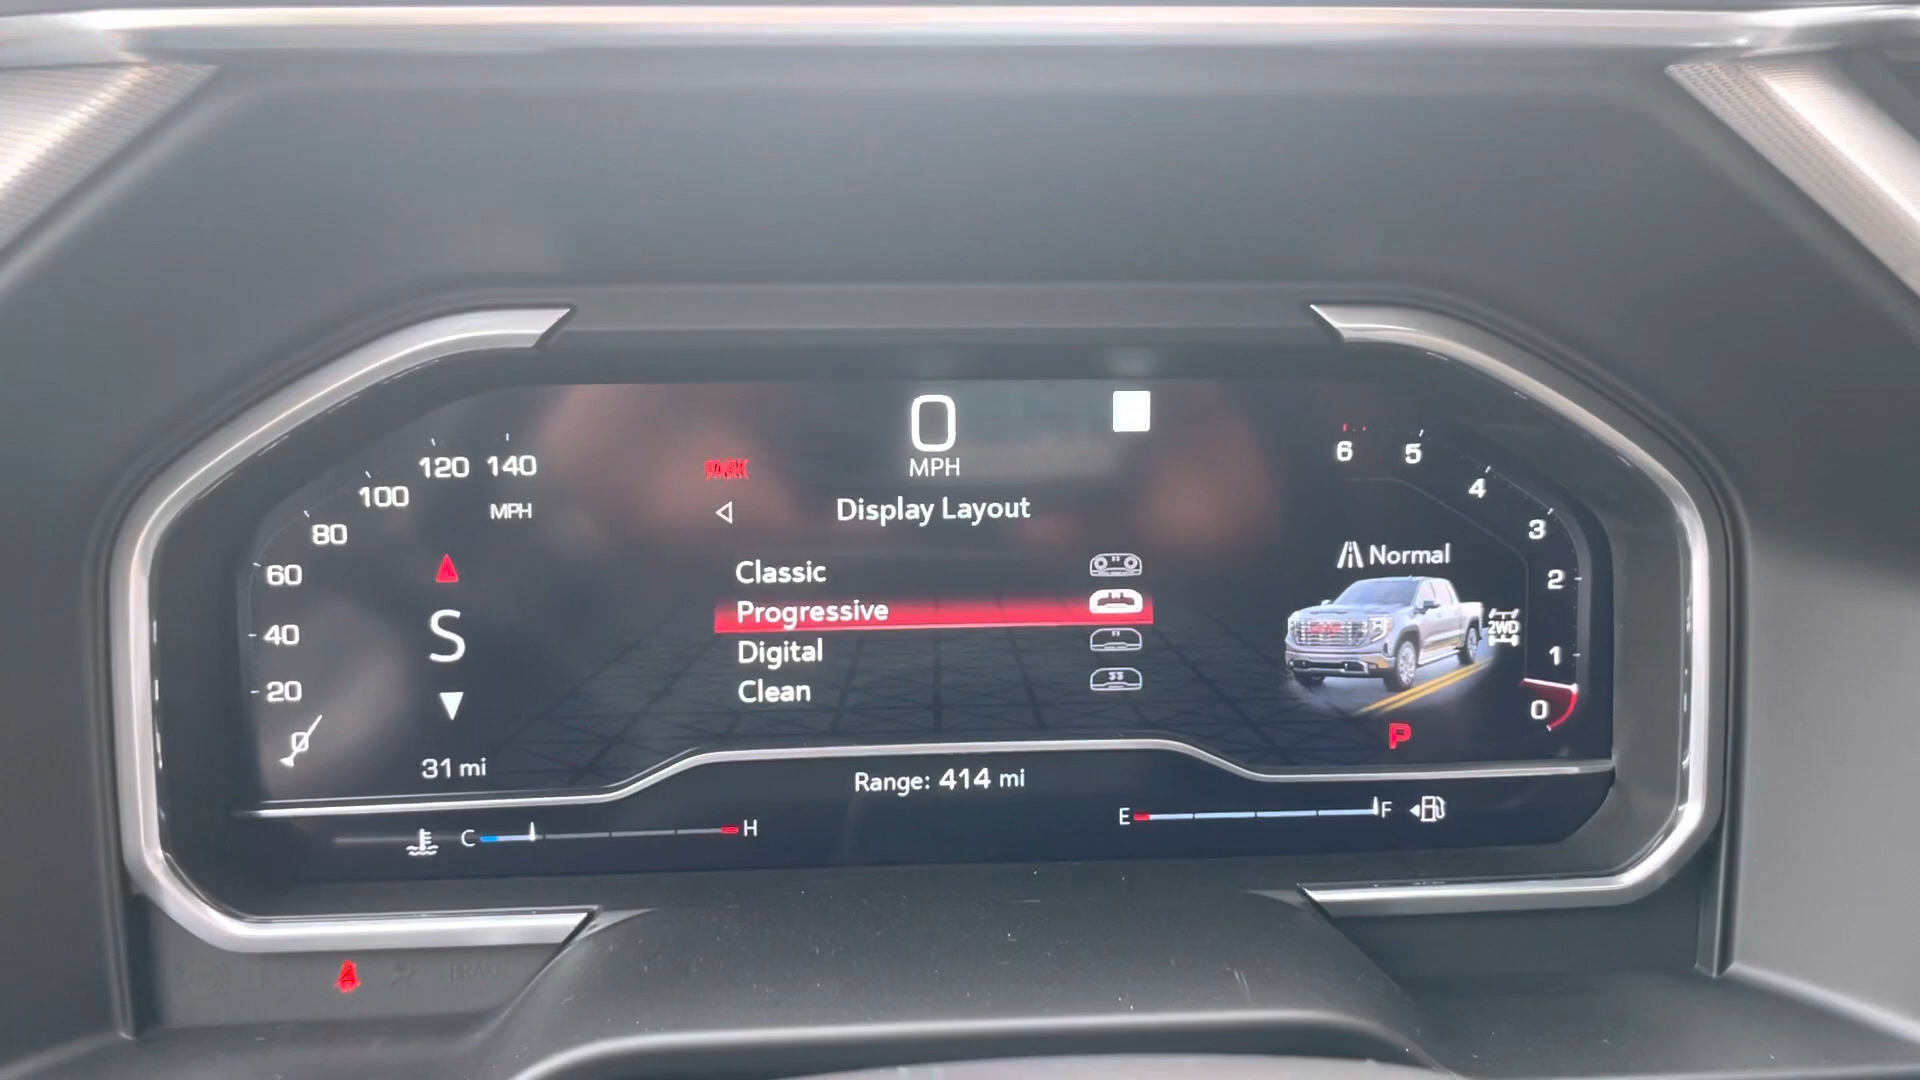 0
MPH
PARK
Display Layout
Classic
Progressive
Digital
Clean
120 140
100
MPH
80
60
40
20
0
S
31 mi
6 5
4
3
2
1
0
Normal
2WD
P
Range: 414 mi
C H
E F